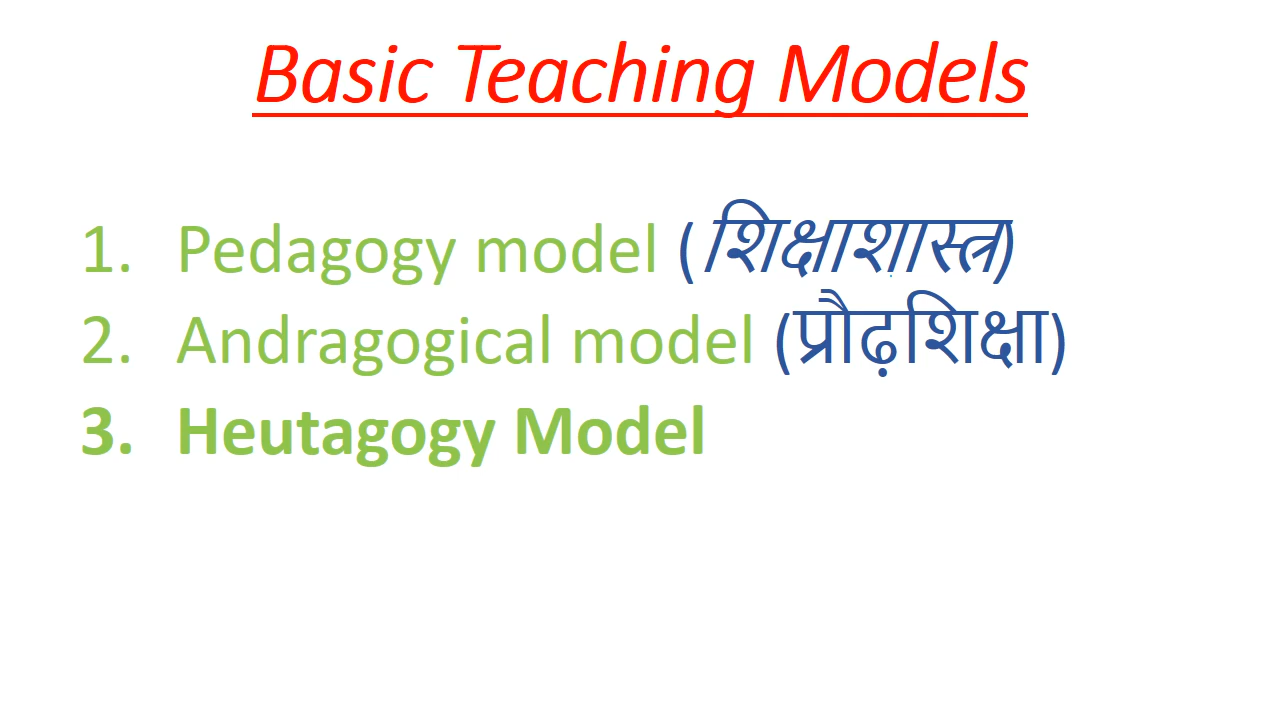 Basic Teaching Models
1. Pedagogy model (शिक्षाशास्त्र)
2. Andragogical model (प्रौढ़शिक्षा)
3. Heutagogy Model